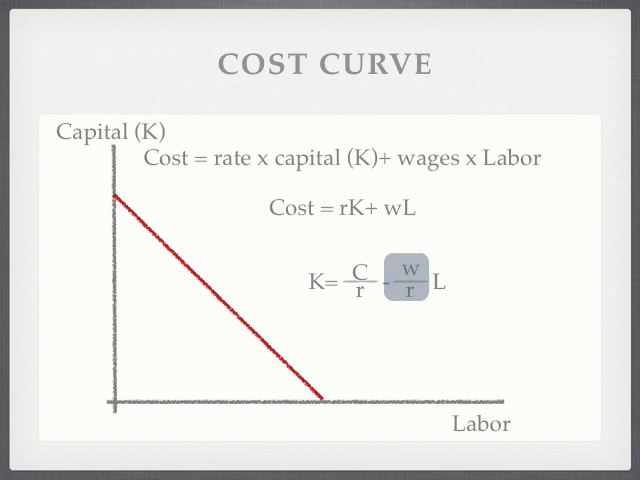 COST CURVE
Capital (K)
Cost = rate x capital (K)+ wages x Labor
Cost = rK+ wL
K= C/r - w/r L
Labor